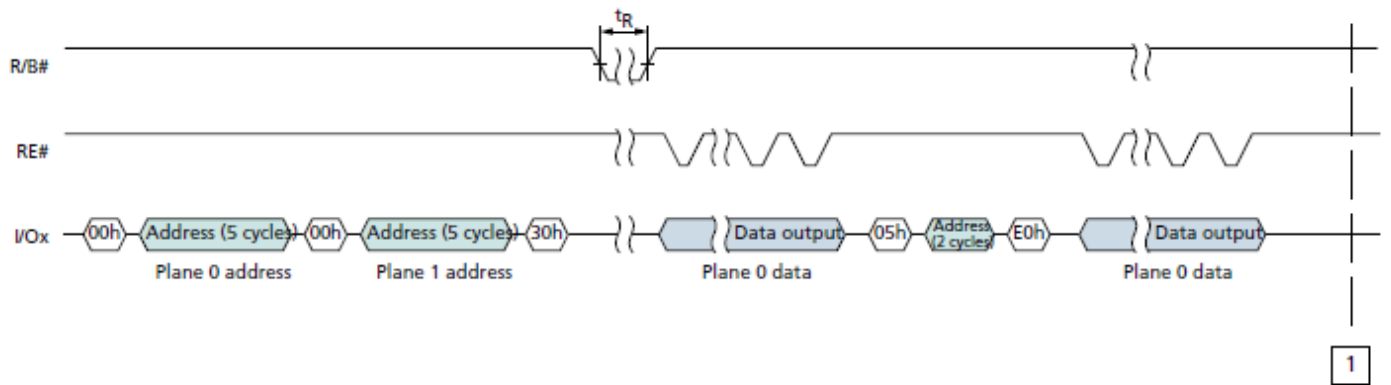 tR
R/B#
RE#
I/Ox
00h
Address (5 cycles)
00h
Address (5 cycles)
30h
Data output
05h
Address
(2 cycles)
E0h
Data output
Plane 0 address
Plane 1 address
Plane 0 data
Plane 0 data
1